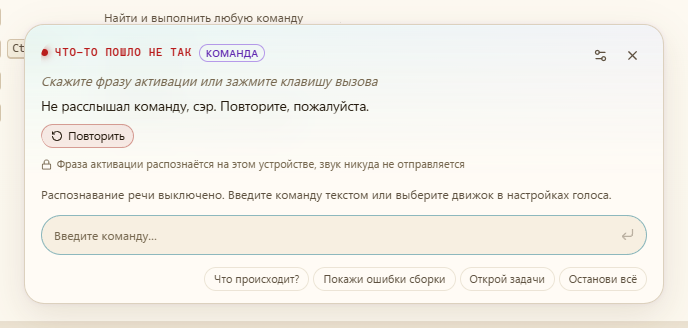 Найти и выполнить любую команду
Ct
ЧТО-ТО ПОШЛО НЕ ТАК КОМАНДА
Скажите фразу активации или зажмите клавишу вызова
Не расслышал команду, сэр. Повторите, пожалуйста.
Повторить
Фраза активации распознаётся на этом устройстве, звук никуда не отправляется
Распознавание речи выключено. Введите команду текстом или выберите движок в настройках голоса.
Введите команду...
Что происходит? Покажи ошибки сборки Открой задачи Останови всё